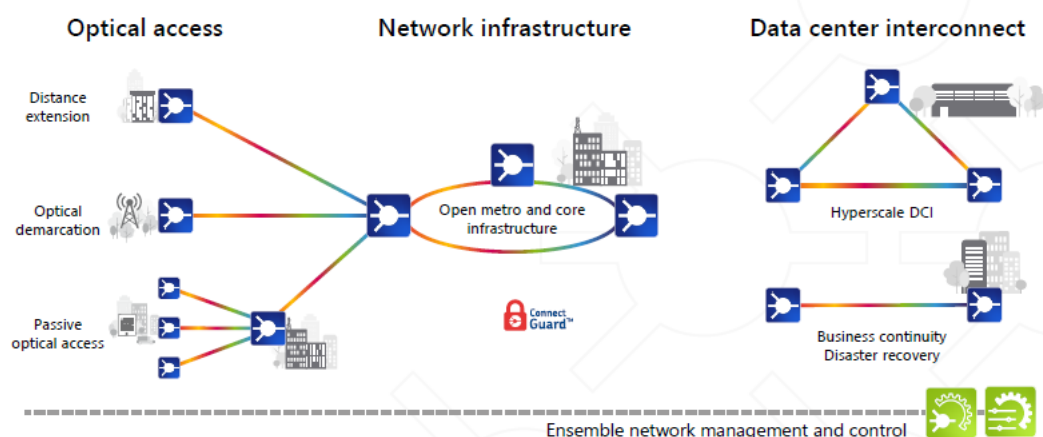 Optical access
Network infrastructure
Data center interconnect
Distance
extension
Optical
demarcation
Passive
optical access
Open metro and core
infrastructure
Connect
Guard™
Hyperscale DCI
Business continuity
Disaster recovery
Ensemble network management and control